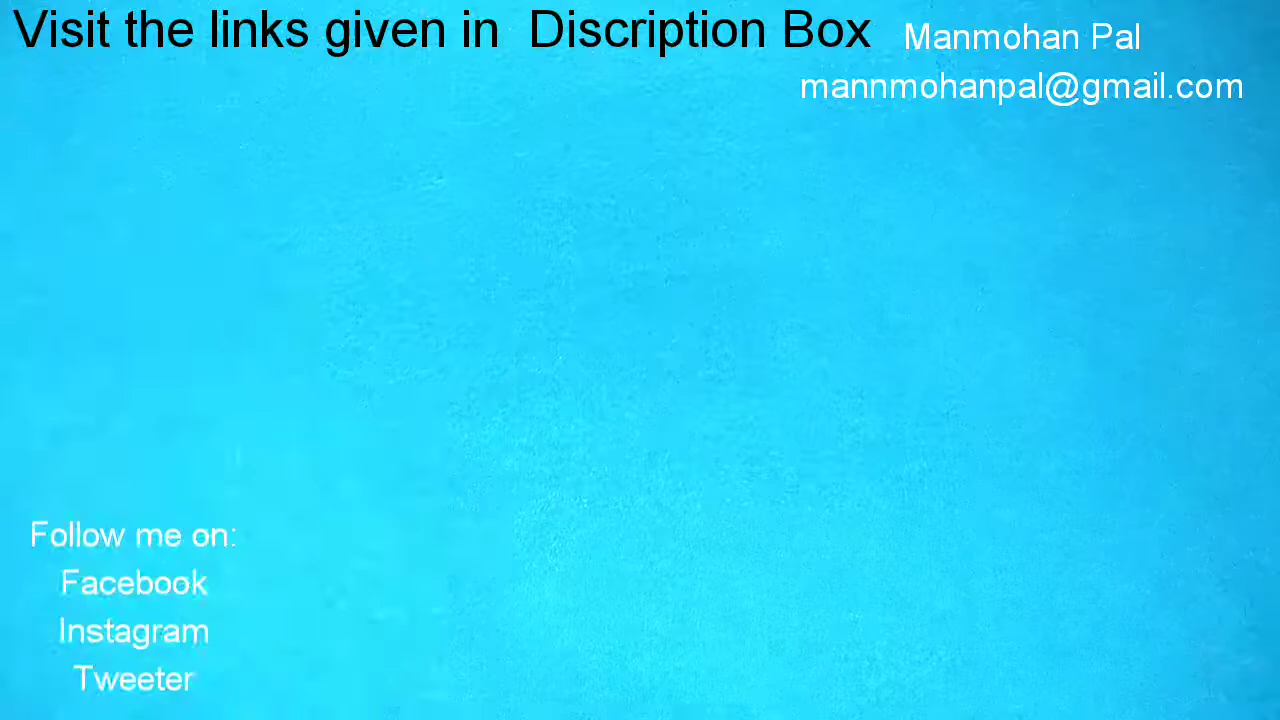 Visit the links given in  Discription Box
Manmohan Pal
mannmohanpal@gmail.com
Follow me on:
Facebook
Instagram
Tweeter